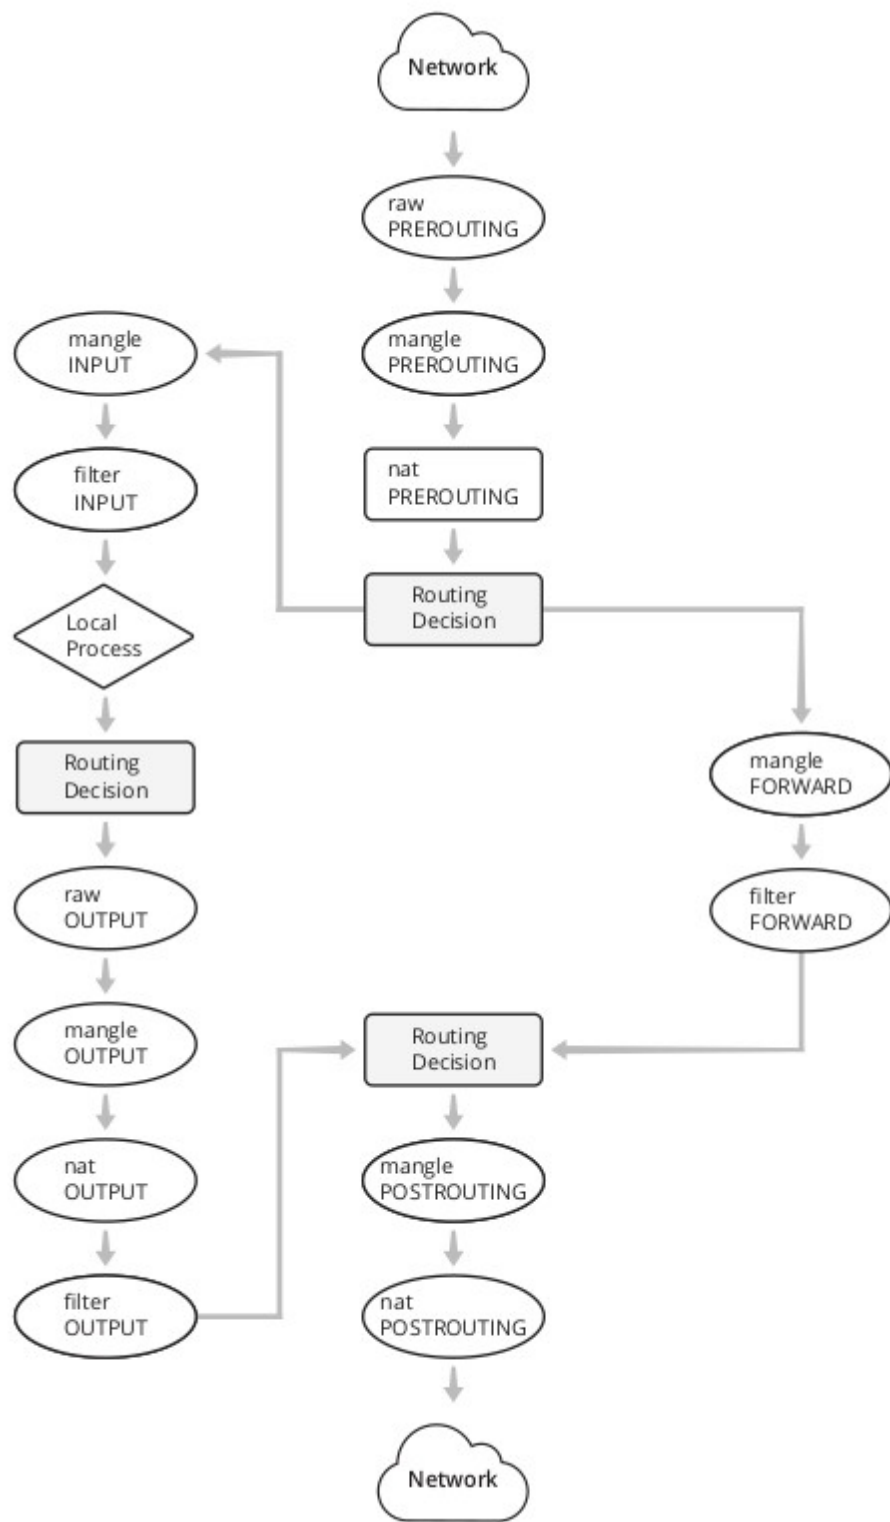 Network
raw
PREROUTING
mangle
PREROUTING
nat
PREROUTING
Routing
Decision
mangle
INPUT
filter
INPUT
Local
Process
Routing
Decision
raw
OUTPUT
mangle
OUTPUT
nat
OUTPUT
filter
OUTPUT
mangle
FORWARD
filter
FORWARD
Routing
Decision
mangle
POSTROUTING
nat
POSTROUTING
Network